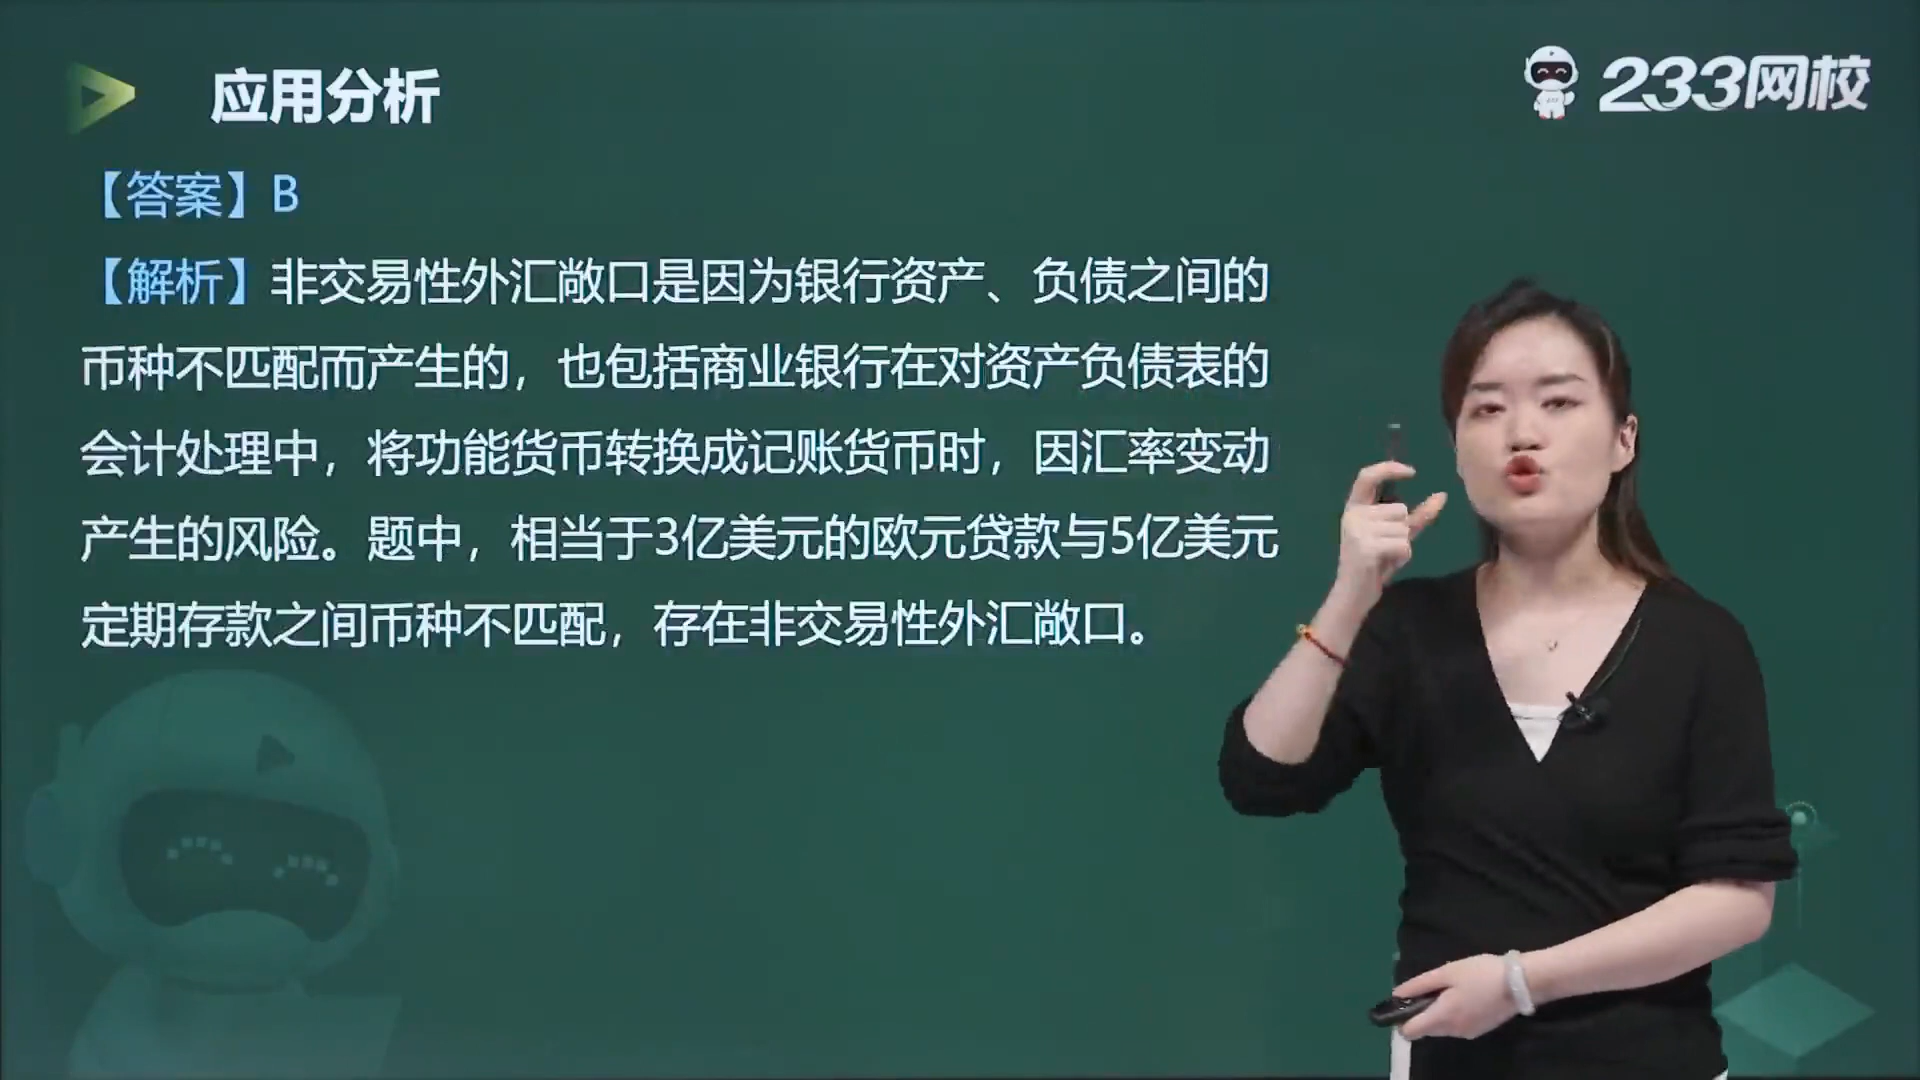 应用分析
233网校
【答案】B
【解析】非交易性外汇敞口是因为银行资产、负债之间的
币种不匹配而产生的，也包括商业银行在对资产负债表的
会计处理中，将功能货币转换成记账货币时，因汇率变动
产生的风险。题中，相当于3亿美元的欧元贷款与5亿美元
定期存款之间币种不匹配，存在非交易性外汇敞口。